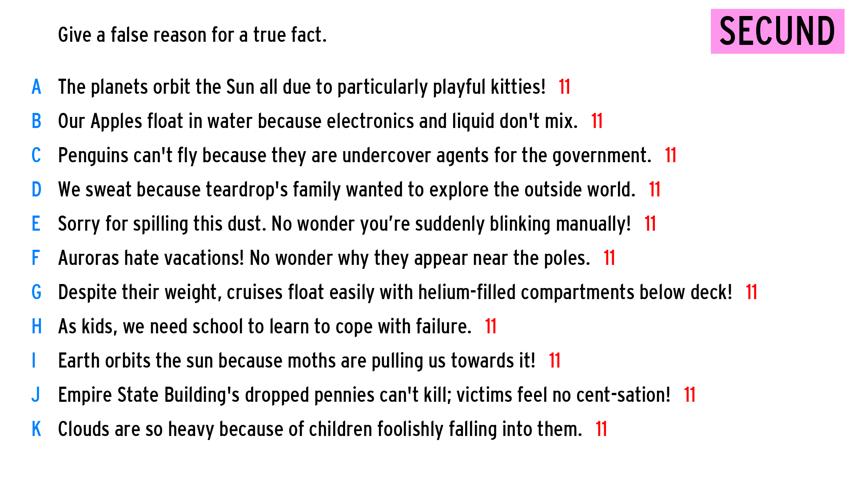 SECUND
Give a false reason for a true fact.
A The planets orbit the Sun all due to particularly playful kitties! 11
B Our Apples float in water because electronics and liquid don't mix. 11
C Penguins can't fly because they are undercover agents for the government. 11
D We sweat because teardrop's family wanted to explore the outside world. 11
E Sorry for spilling this dust. No wonder you’re suddenly blinking manually! 11
F Auroras hate vacations! No wonder why they appear near the poles. 11
G Despite their weight, cruises float easily with helium-filled compartments below deck! 11
H As kids, we need school to learn to cope with failure. 11
I Earth orbits the sun because moths are pulling us towards it! 11
J Empire State Building's dropped pennies can't kill; victims feel no cent-sation! 11
K Clouds are so heavy because of children foolishly falling into them. 11